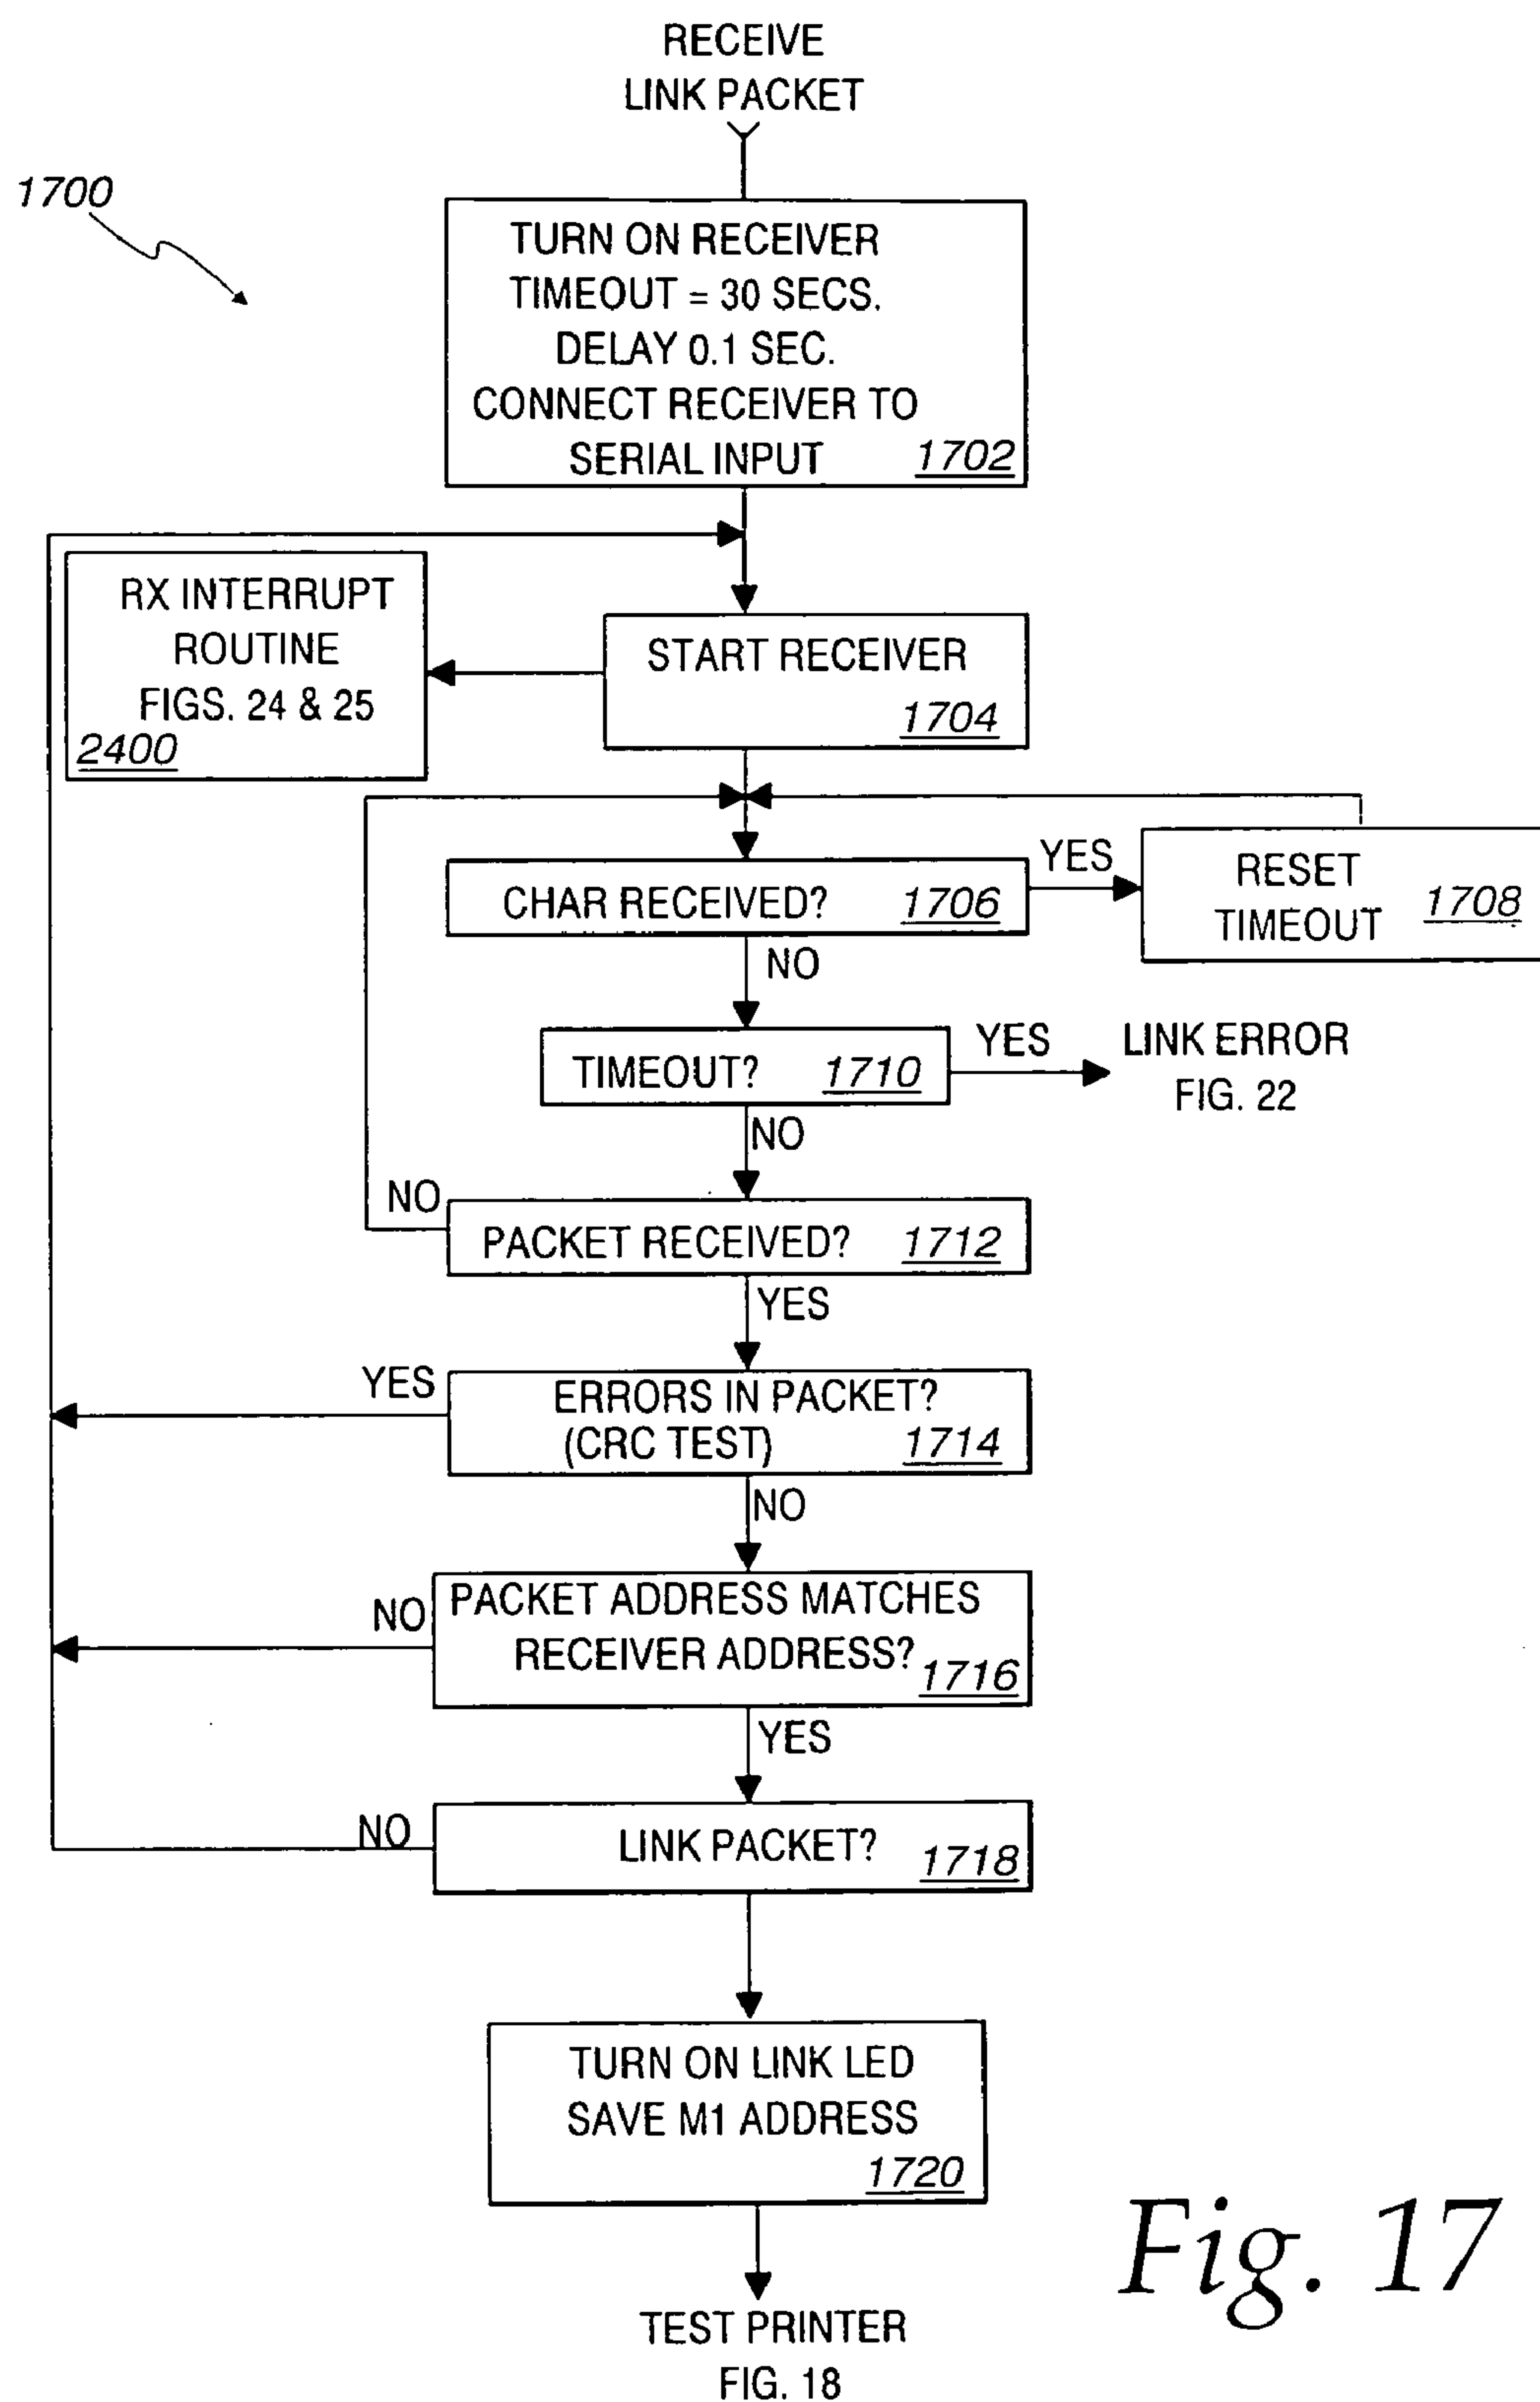 RECEIVE
LINK PACKET
1700
TURN ON RECEIVER
TIMEOUT = 30 SECS.
DELAY 0.1 SEC.
CONNECT RECEIVER TO
SERIAL INPUT 1702
RX INTERRUPT
ROUTINE
FIGS. 24 & 25
2400
START RECEIVER
1704
CHAR RECEIVED? 1706
YES
RESET
TIMEOUT 1708
NO
TIMEOUT? 1710
YES
LINK ERROR
FIG. 22
NO
NO
PACKET RECEIVED? 1712
YES
YES
ERRORS IN PACKET?
(CRC TEST) 1714
NO
NO
PACKET ADDRESS MATCHES
RECEIVER ADDRESS? 1716
YES
NO
LINK PACKET? 1718
TURN ON LINK LED
SAVE M1 ADDRESS
1720
TEST PRINTER
FIG. 18
Fig. 17